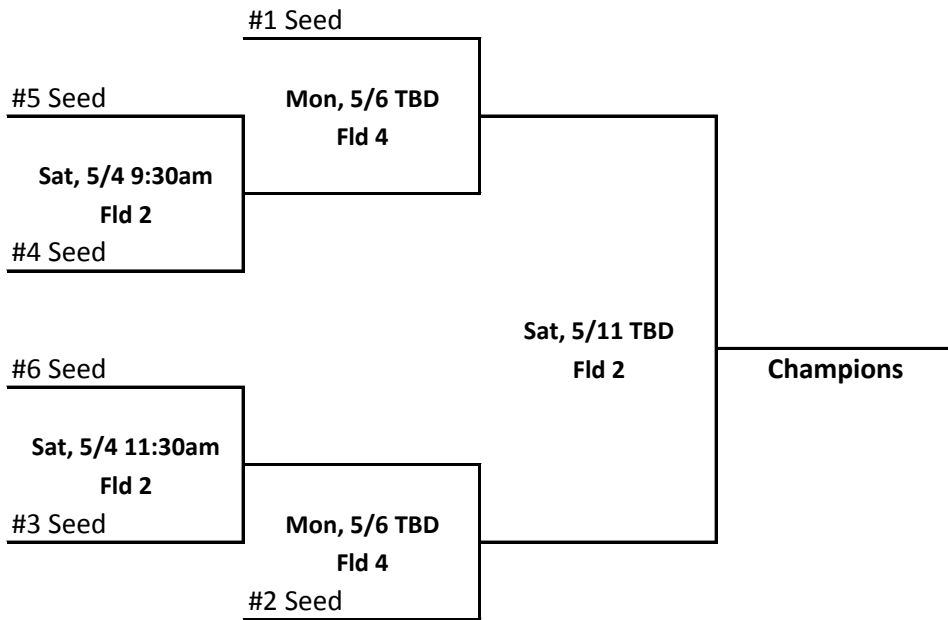 #1 Seed
#5 Seed
Mon, 5/6 TBD
Fld 4
Sat, 5/4 9:30am
Fld 2
#4 Seed
Sat, 5/11 TBD
Fld 2
Champions
#6 Seed
Sat, 5/4 11:30am
Fld 2
#3 Seed
Mon, 5/6 TBD
Fld 4
#2 Seed